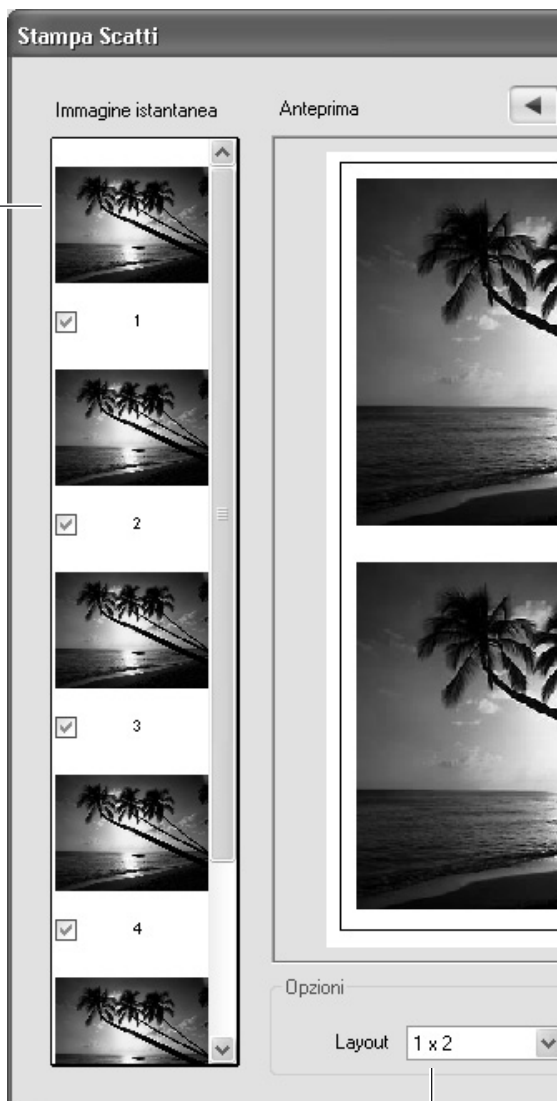 Stampa Scatti
Immagine istantanea
Anteprima
1
2
3
4
Opzioni
Layout
1 x 2